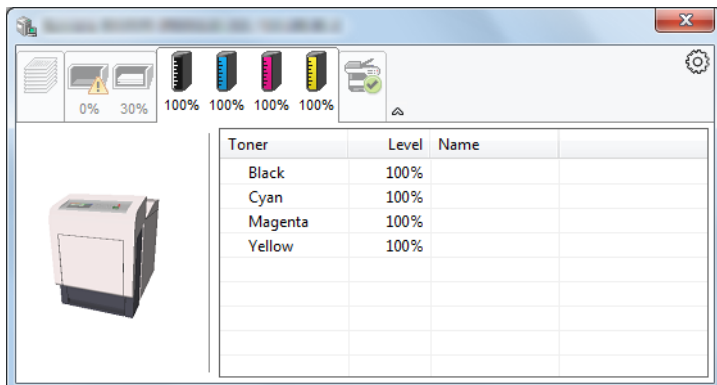 0% 30% 100% 100% 100% 100%
Toner Level Name
Black 100%
Cyan 100%
Magenta 100%
Yellow 100%